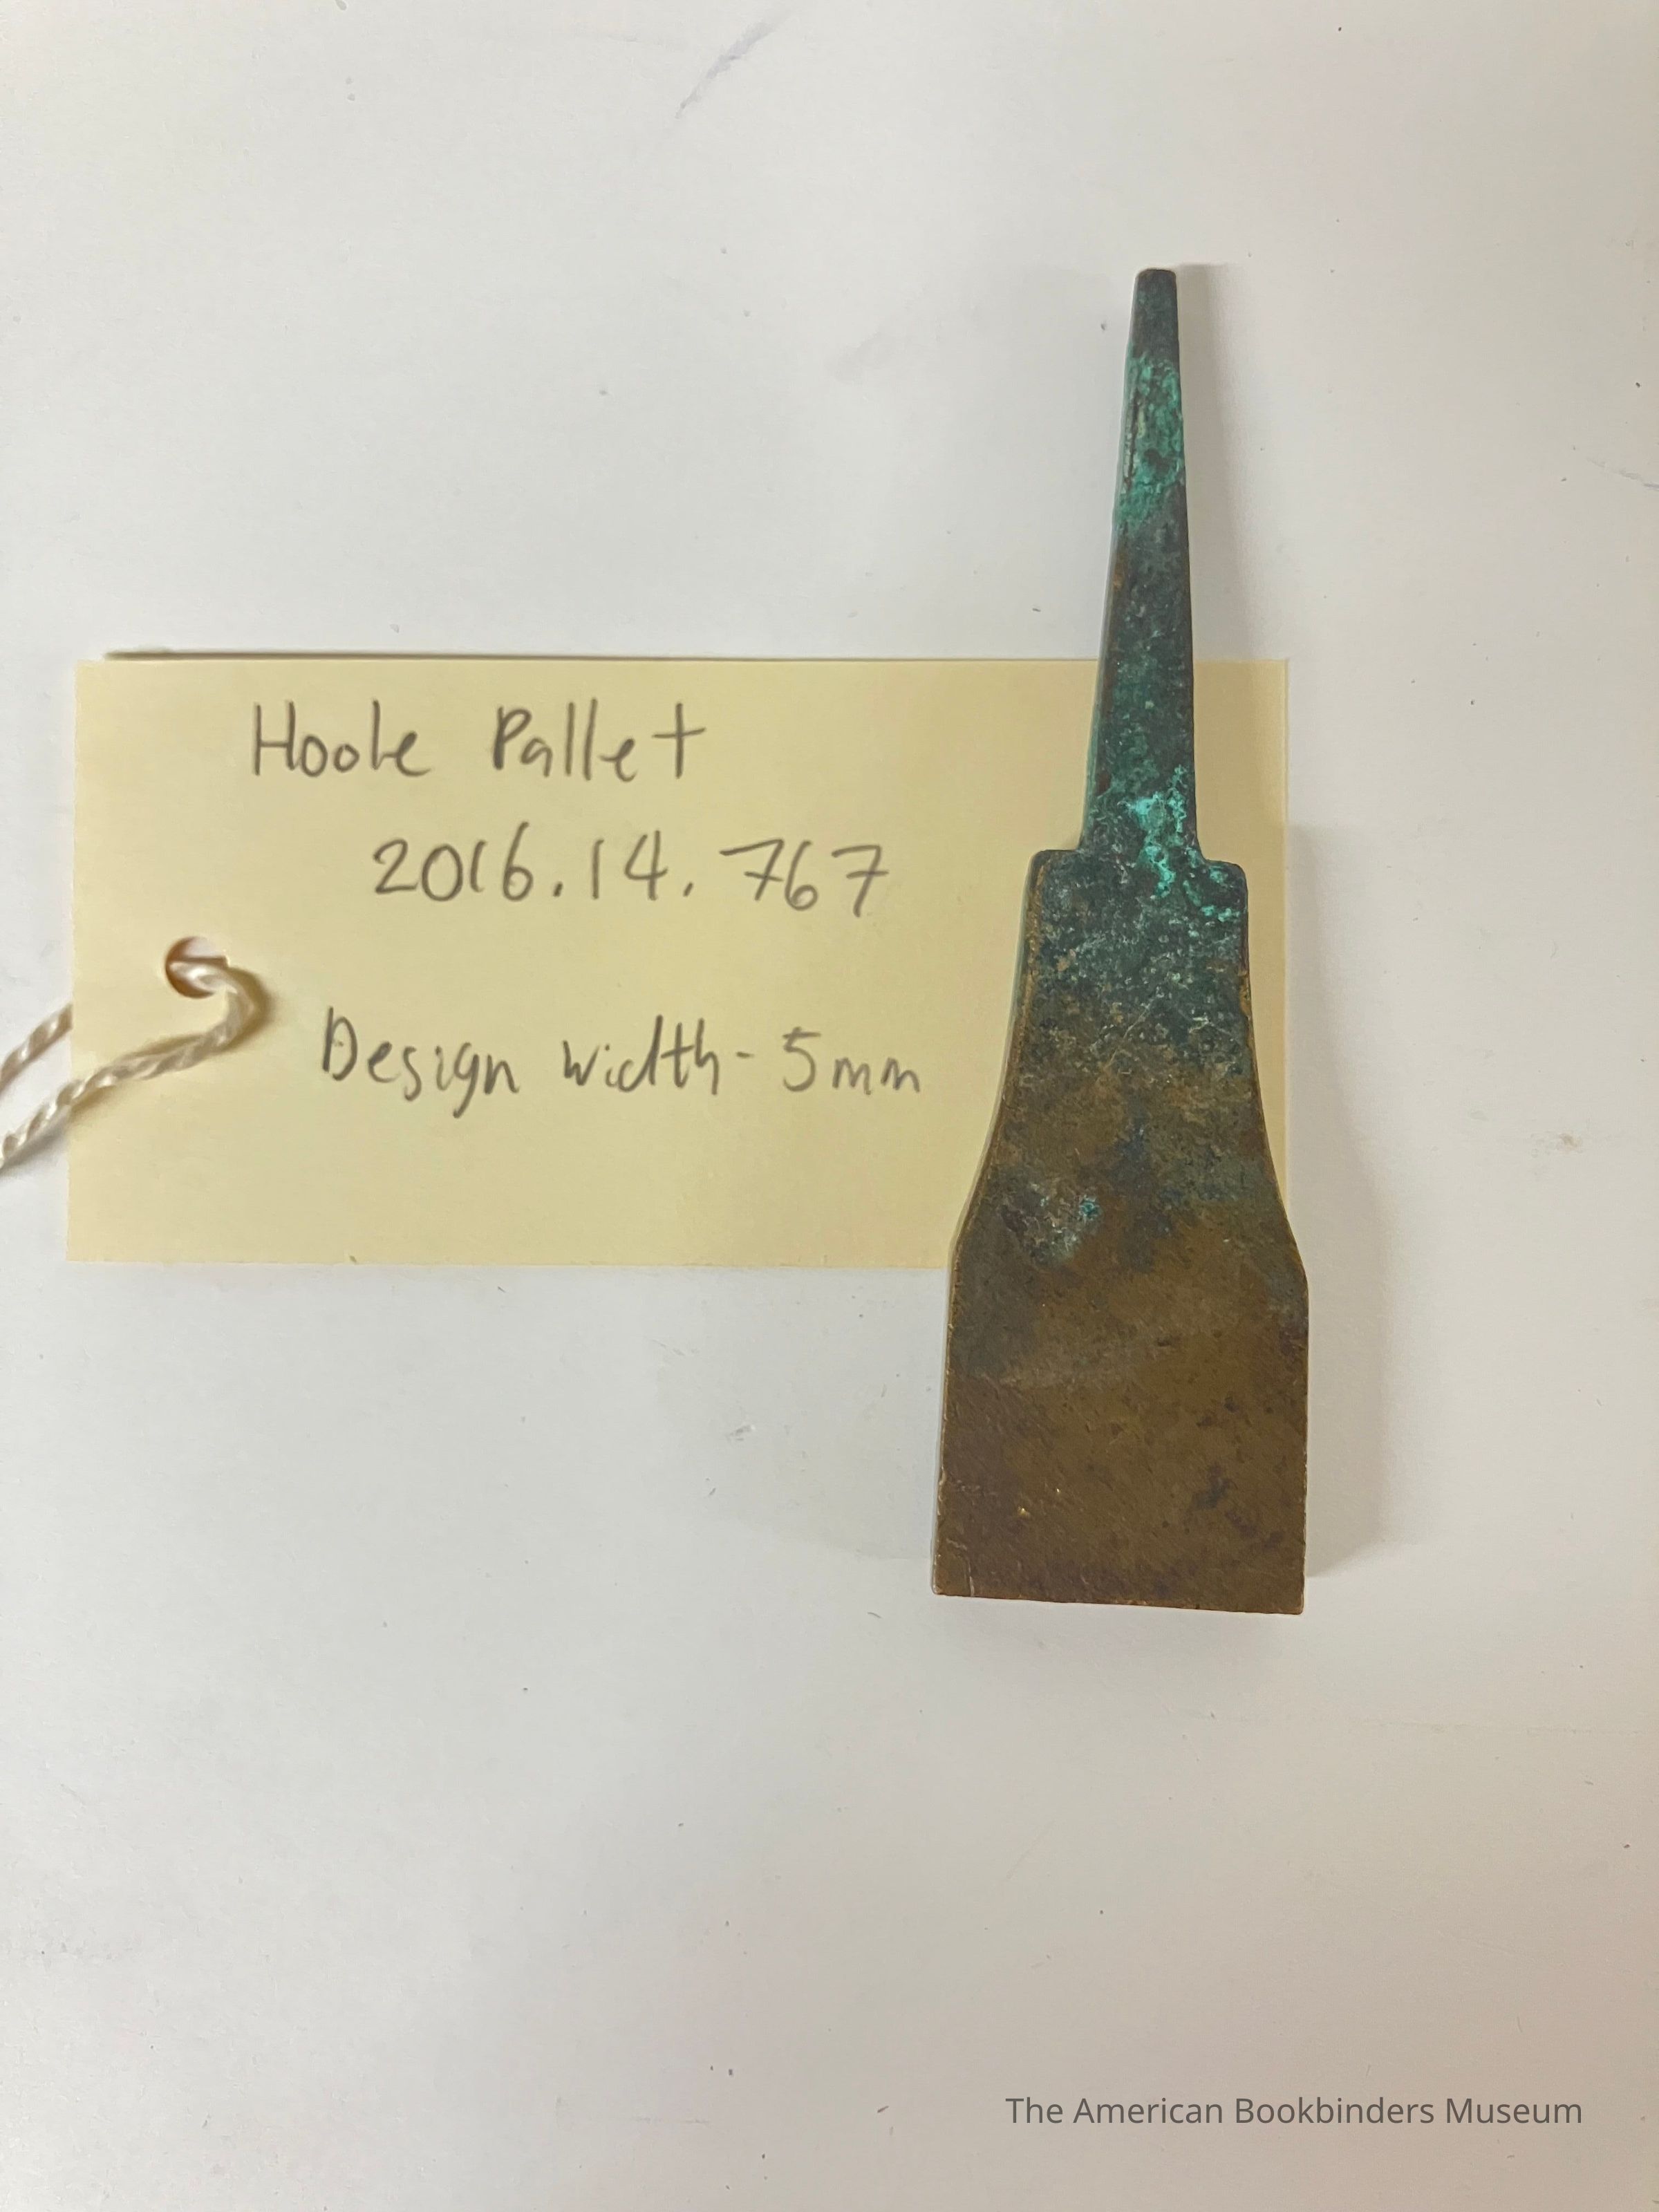 Hoole Pallet
2016.14.767
Design width - 5mm
The American Bookbinders Museum